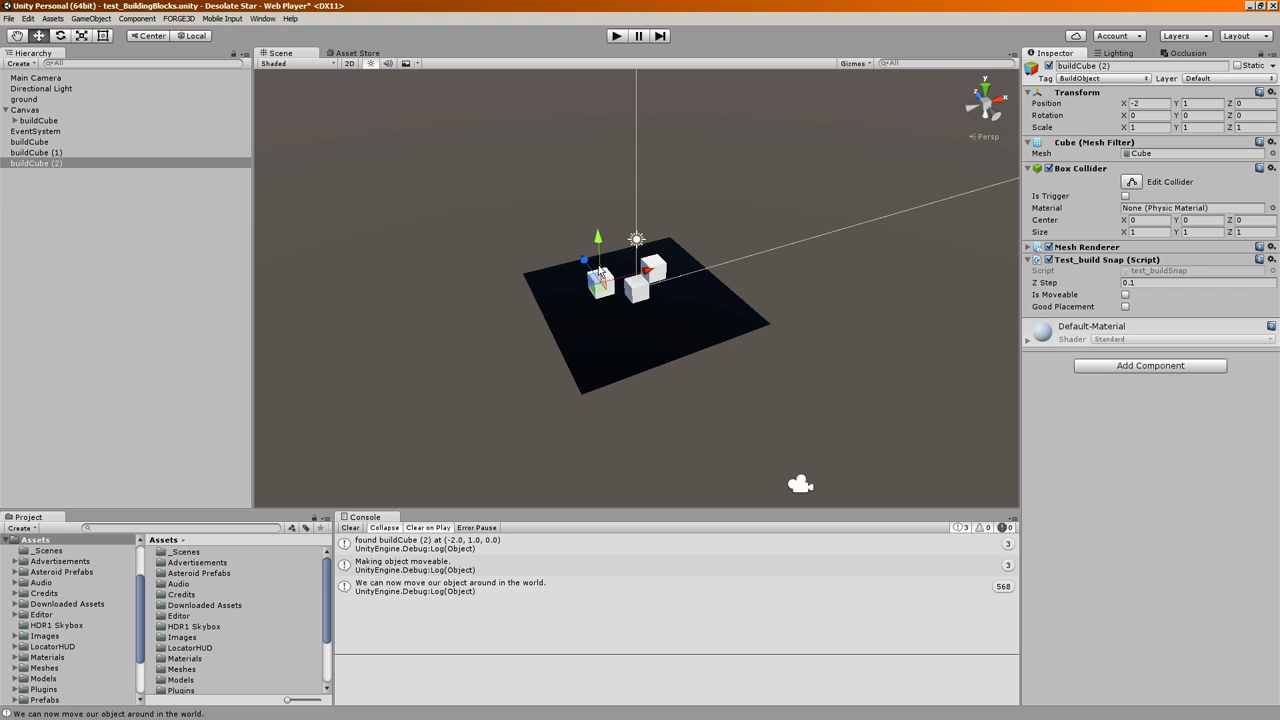 Unity Personal (64bit) - test_BuildingBlocks.unity - Desolate Star - Web Player* <DX11>
File Edit Assets GameObject Component FORGE3D Mobile Input Window Help
Center Local Account Layers Layout
Hierarchy
Create All
Main Camera
Directional Light
ground
Canvas
buildCube
EventSystem
buildCube
buildCube (1)
buildCube (2)
Scene Asset Store
Shaded 2D Gizmos All
y
x
z
Persp
Inspector Lighting Occlusion
buildCube (2) Static
Tag BuildObject Layer Default
Transform
Position X -2 Y 1 Z 0
Rotation X 0 Y 0 Z 0
Scale X 1 Y 1 Z 1
Cube (Mesh Filter)
Mesh Cube
Box Collider
Edit Collider
Is Trigger
Material None (Physic Material)
Center X 0 Y 0 Z 0
Size X 1 Y 1 Z 1
Mesh Renderer
Test_build Snap (Script)
Script test_buildSnap
Z Step 0.1
Is Moveable
Good Placement
Default-Material
Shader Standard
Add Component
Project
Create
Assets
_Scenes
Advertisements
Asteroid Prefabs
Audio
Credits
Downloaded Assets
Editor
HDR1 Skybox
Images
LocatorHUD
Materials
Meshes
Models
Plugins
Prefabs
Assets
_Scenes
Advertisements
Asteroid Prefabs
Audio
Credits
Downloaded Assets
Editor
HDR1 Skybox
Images
LocatorHUD
Materials
Meshes
Models
Plugins
Console
Clear Collapse Clear on Play Error Pause 3 0 0
found buildCube (2) at (-2.0, 1.0, 0.0)
UnityEngine.Debug:Log(Object) 3
Making object moveable.
UnityEngine.Debug:Log(Object) 3
We can now move our object around in the world.
UnityEngine.Debug:Log(Object) 568
We can now move our object around in the world.